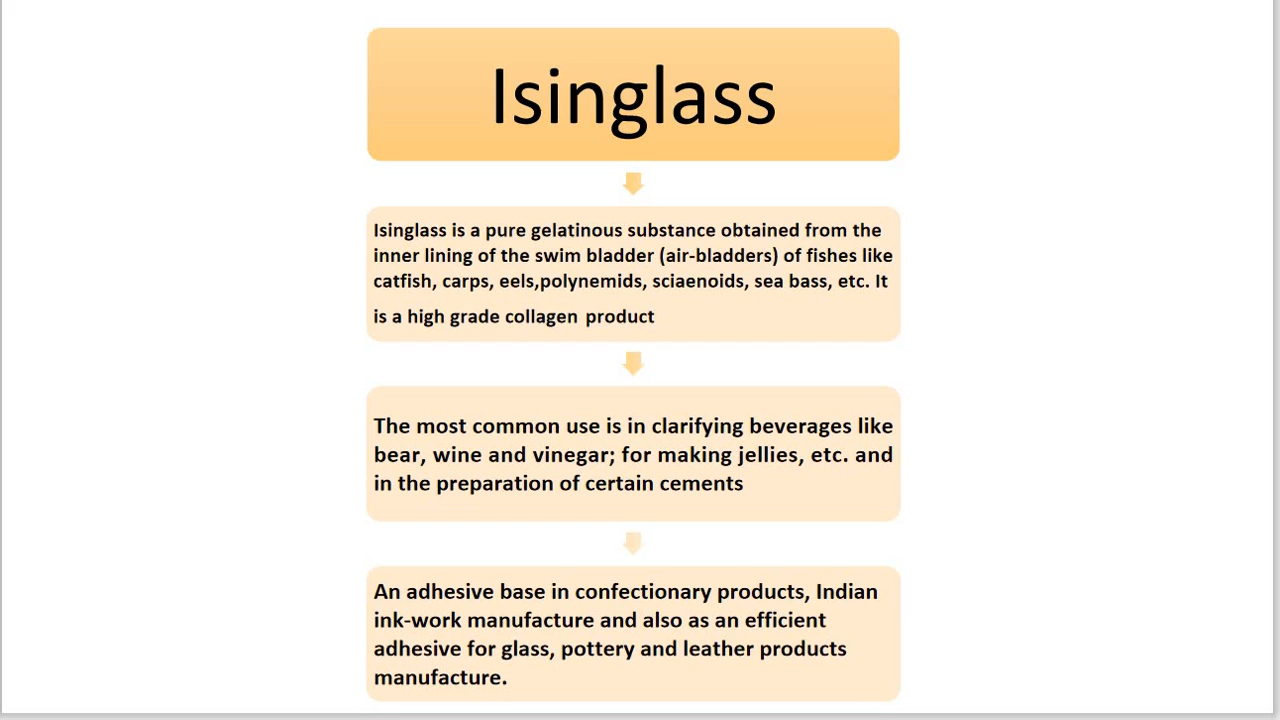 Isinglass
Isinglass is a pure gelatinous substance obtained from the
inner lining of the swim bladder (air-bladders) of fishes like
catfish, carps, eels,polynemids, sciaenoids, sea bass, etc. It
is a high grade collagen product
The most common use is in clarifying beverages like
bear, wine and vinegar; for making jellies, etc. and
in the preparation of certain cements
An adhesive base in confectionary products, Indian
ink-work manufacture and also as an efficient
adhesive for glass, pottery and leather products
manufacture.